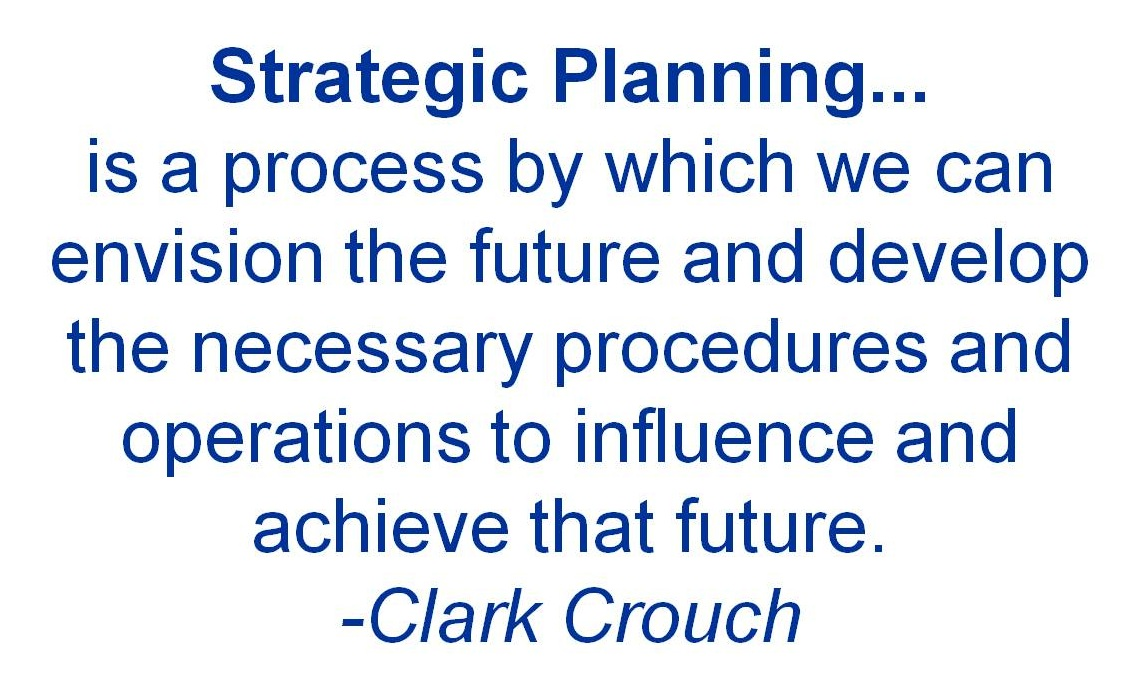 Strategic Planning...
is a process by which we can
envision the future and develop
the necessary procedures and
operations to influence and
achieve that future.
-Clark Crouch